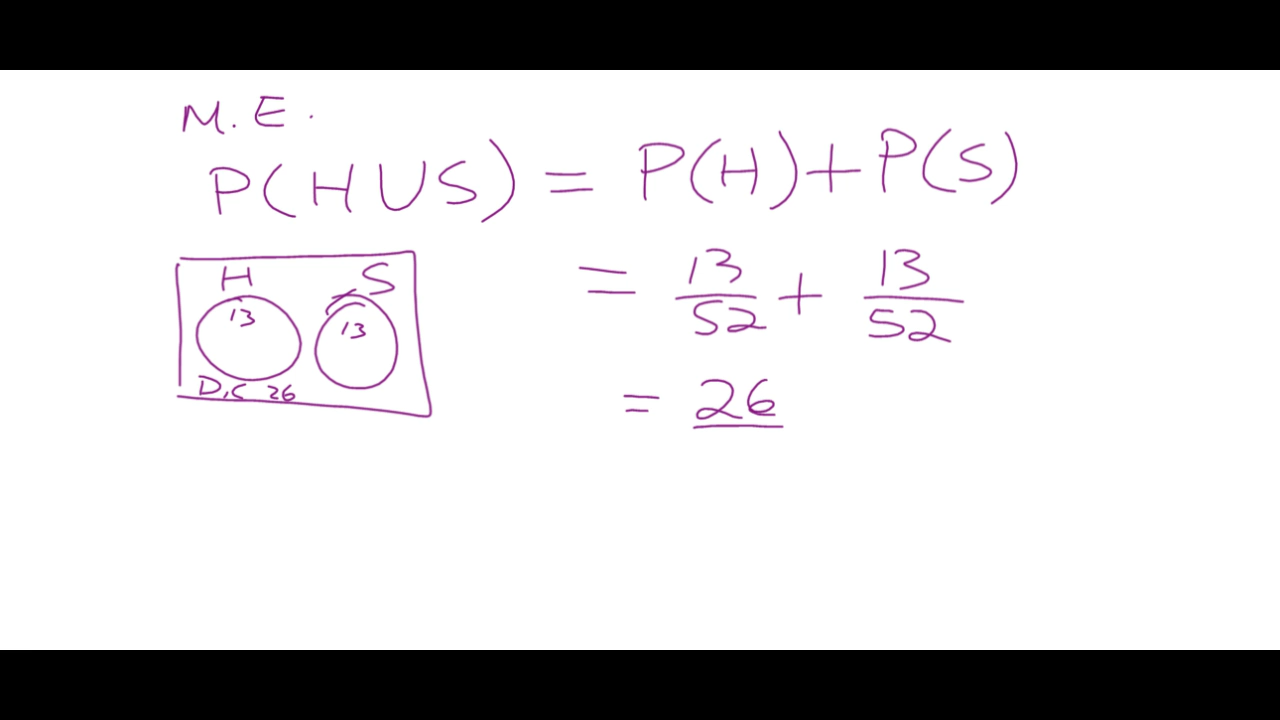 M.E.
P(H∪S) = P(H)+P(S)
H S
13 13
D,C 26
= 13/52 + 13/52
= 26